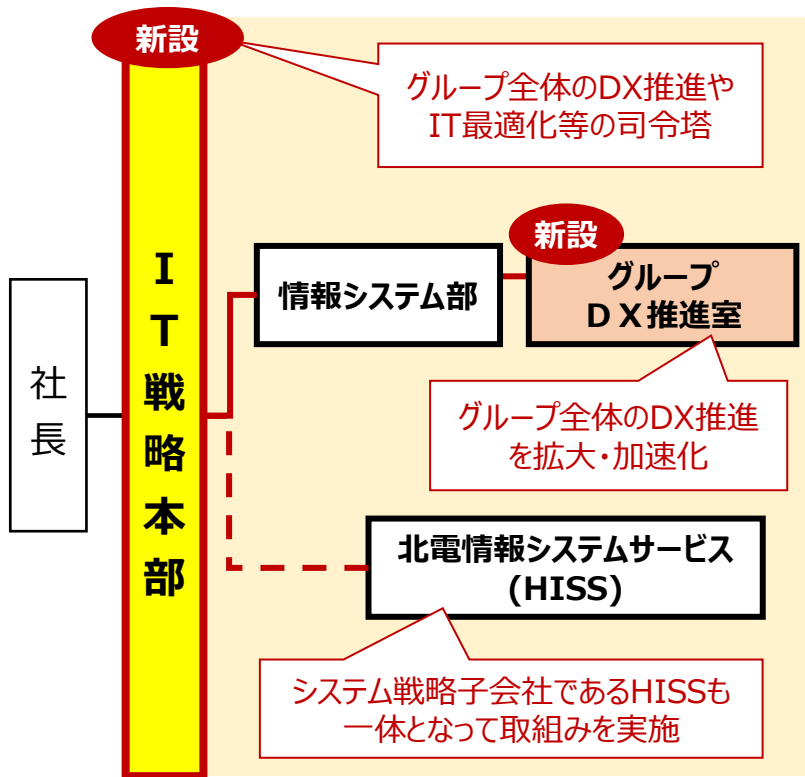 新設
グループ全体のDX推進や
IT最適化等の司令塔
社長
IT戦略本部
情報システム部
新設
グループ
ＤＸ推進室
グループ全体のDX推進
を拡大・加速化
北電情報システムサービス
(HISS)
システム戦略子会社であるHISSも
一体となって取組みを実施